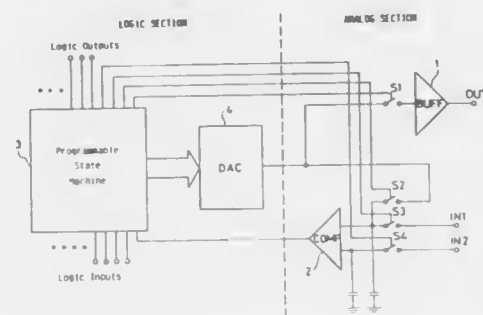 LOGIC SECTION
ANALOG SECTION
Logic Outputs
3
Programmable
State
Machine
4
DAC
S1
1
BUFF
OUT
S2
S3
S4
IN1
IN2
COMP
2
Logic Inputs